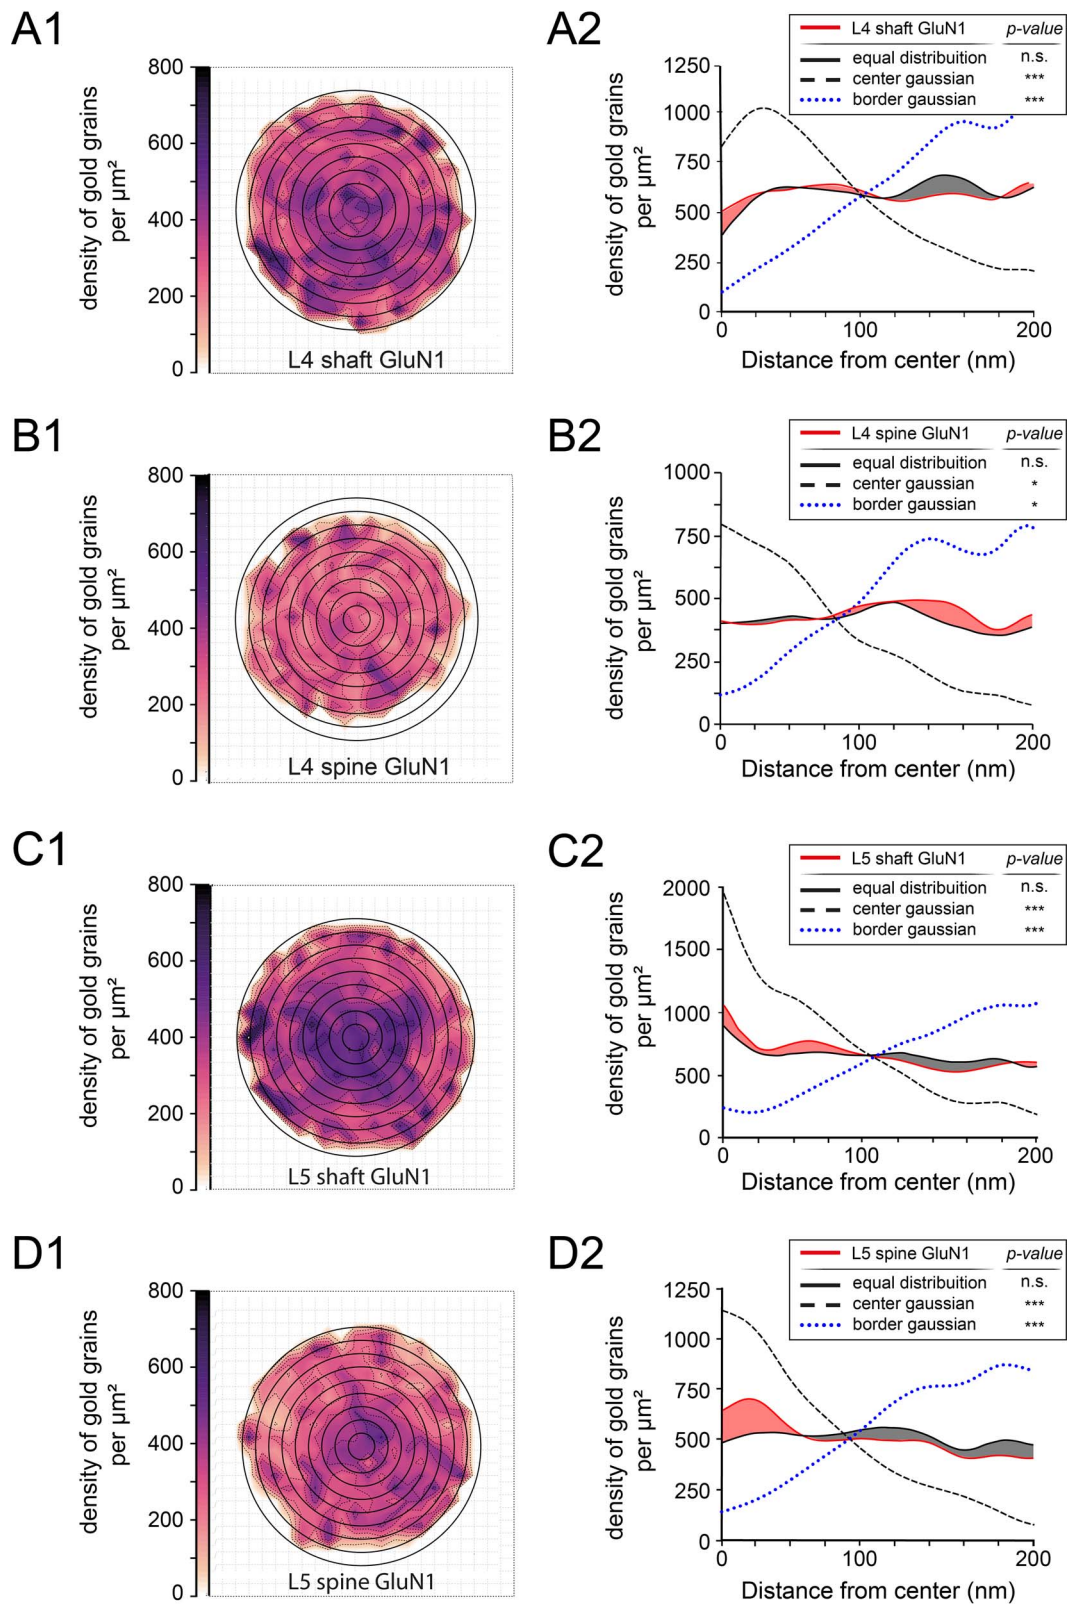 A1
density of gold grains
per µm²
800
600
400
200
0
L4 shaft GluN1
A2
L4 shaft GluN1 p-value
equal distribuition n.s.
center gaussian ***
border gaussian ***
density of gold grains
per µm²
1250
1000
750
500
250
0
0 100 200
Distance from center (nm)
B1
density of gold grains
per µm²
800
600
400
200
0
L4 spine GluN1
B2
L4 spine GluN1 p-value
equal distribuition n.s.
center gaussian *
border gaussian *
density of gold grains
per µm²
1000
750
500
250
0
0 100 200
Distance from center (nm)
C1
density of gold grains
per µm²
800
600
400
200
0
L5 shaft GluN1
C2
L5 shaft GluN1 p-value
equal distribuition n.s.
center gaussian ***
border gaussian ***
density of gold grains
per µm²
2000
1500
1000
500
0
0 100 200
Distance from center (nm)
D1
density of gold grains
per µm²
800
600
400
200
0
L5 spine GluN1
D2
L5 spine GluN1 p-value
equal distribuition n.s.
center gaussian ***
border gaussian ***
density of gold grains
per µm²
1250
1000
750
500
250
0
0 100 200
Distance from center (nm)